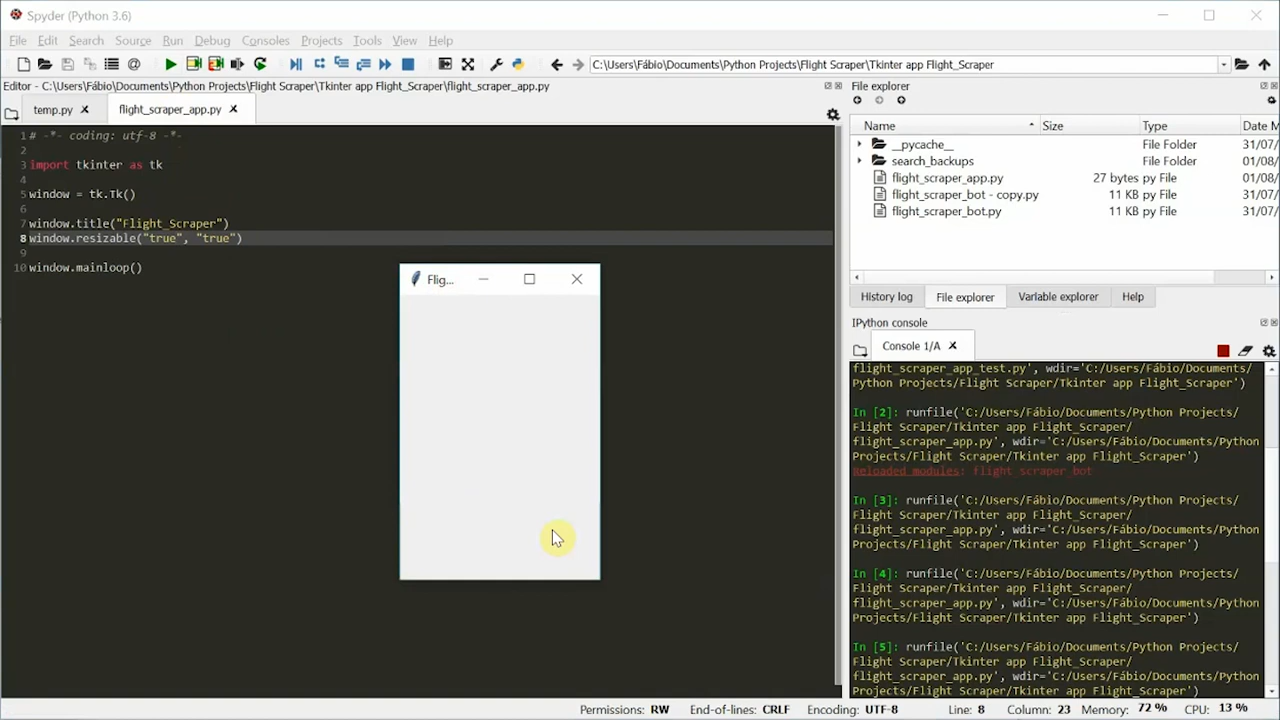 Spyder (Python 3.6)
File Edit Search Source Run Debug Consoles Projects Tools View Help
C:\Users\Fábio\Documents\Python Projects\Flight Scraper\Tkinter app Flight_Scraper
Editor - C:\Users\Fábio\Documents\Python Projects\Flight Scraper\Tkinter app Flight_Scraper\flight_scraper_app.py
temp.py flight_scraper_app.py
1 # -*- coding: utf-8 -*-
2
3 import tkinter as tk
4
5 window = tk.Tk()
6
7 window.title("Flight_Scraper")
8 window.resizable("true", "true")
9
10 window.mainloop()
Flig...
File explorer
Name Size Type Date M
__pycache__ File Folder 31/07/
search_backups File Folder 01/08/
flight_scraper_app.py 27 bytes py File 01/08/
flight_scraper_bot - copy.py 11 KB py File 31/07/
flight_scraper_bot.py 11 KB py File 31/07/
History log File explorer Variable explorer Help
IPython console
Console 1/A
flight_scraper_app_test.py', wdir='C:/Users/Fábio/Documents/
Python Projects/Flight Scraper/Tkinter app Flight_Scraper')
In [2]: runfile('C:/Users/Fábio/Documents/Python Projects/
Flight Scraper/Tkinter app Flight_Scraper/
flight_scraper_app.py', wdir='C:/Users/Fábio/Documents/Python
Projects/Flight Scraper/Tkinter app Flight_Scraper')
Reloaded modules: flight_scraper_bot
In [3]: runfile('C:/Users/Fábio/Documents/Python Projects/
Flight Scraper/Tkinter app Flight_Scraper/
flight_scraper_app.py', wdir='C:/Users/Fábio/Documents/Python
Projects/Flight Scraper/Tkinter app Flight_Scraper')
In [4]: runfile('C:/Users/Fábio/Documents/Python Projects/
Flight Scraper/Tkinter app Flight_Scraper/
flight_scraper_app.py', wdir='C:/Users/Fábio/Documents/Python
Projects/Flight Scraper/Tkinter app Flight_Scraper')
In [5]: runfile('C:/Users/Fábio/Documents/Python Projects/
Flight Scraper/Tkinter app Flight_Scraper/
flight_scraper_app.py', wdir='C:/Users/Fábio/Documents/Python
Projects/Flight Scraper/Tkinter app Flight_Scraper')
Permissions: RW End-of-lines: CRLF Encoding: UTF-8 Line: 8 Column: 23 Memory: 72 % CPU: 13 %